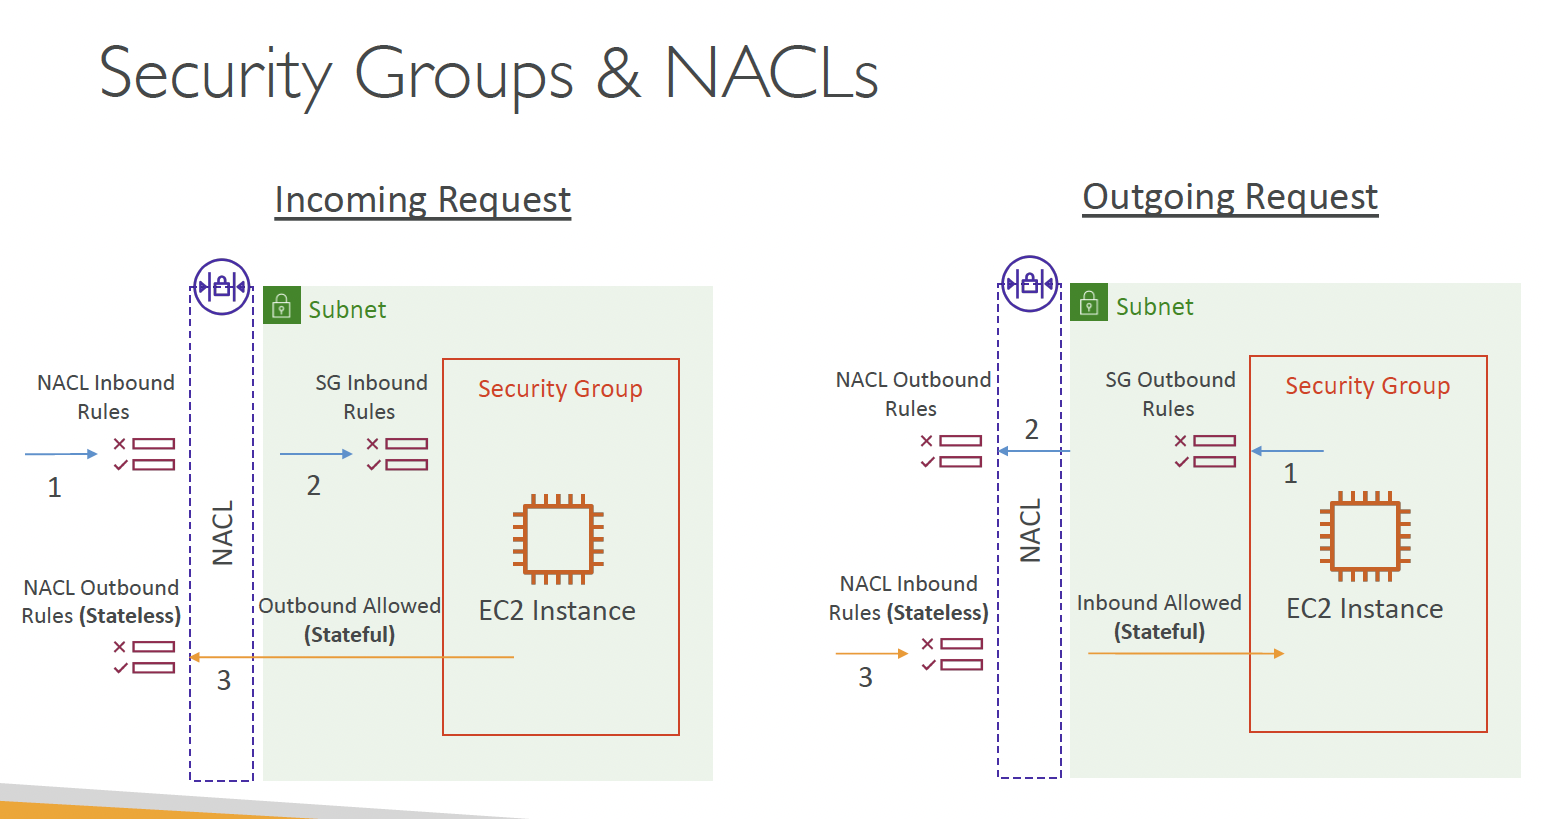 Security Groups & NACLs
Incoming Request
Subnet
NACL Inbound
Rules
1
SG Inbound
Rules
2
Security Group
NACL
EC2 Instance
NACL Outbound
Rules (Stateless)
Outbound Allowed
(Stateful)
3
Outgoing Request
Subnet
NACL Outbound
Rules
2
SG Outbound
Rules
Security Group
1
NACL
EC2 Instance
NACL Inbound
Rules (Stateless)
3
Inbound Allowed
(Stateful)